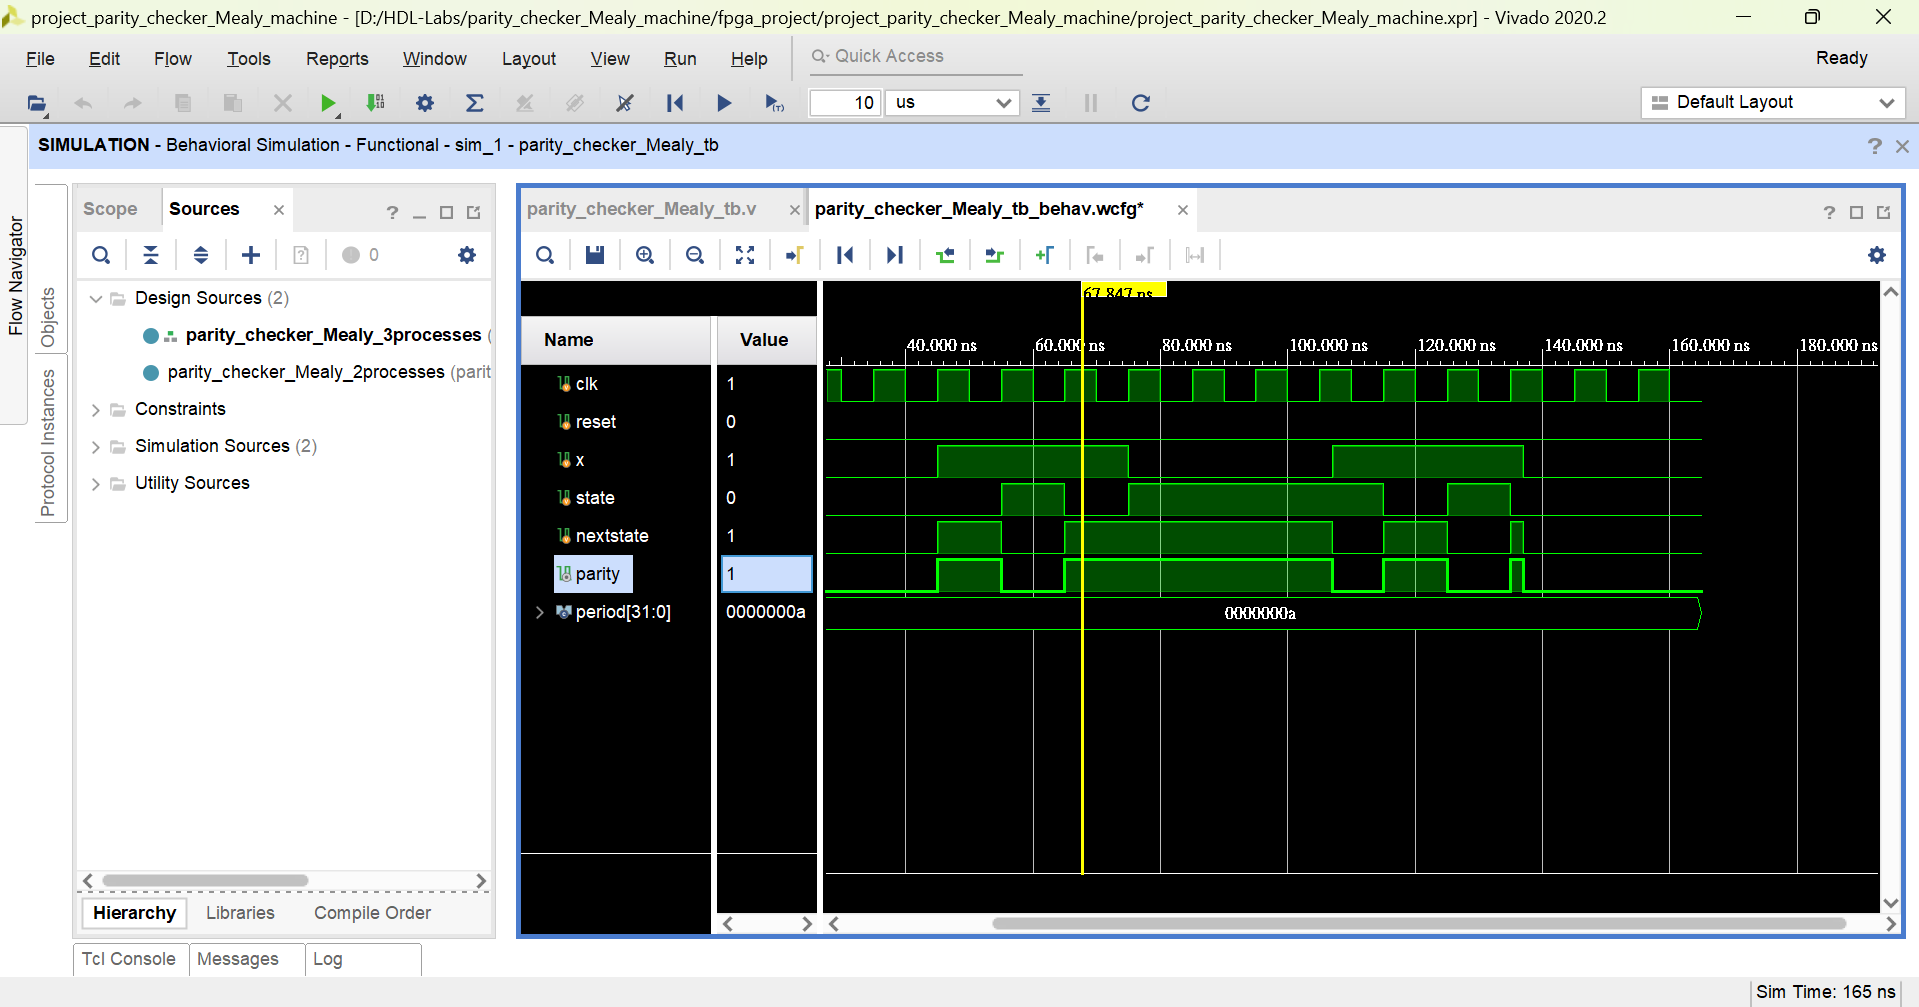 project_parity_checker_Mealy_machine - [D:/HDL-Labs/parity_checker_Mealy_machine/fpga_project/project_parity_checker_Mealy_machine/project_parity_checker_Mealy_machine.xpr] - Vivado 2020.2
File Edit Flow Tools Reports Window Layout View Run Help Quick Access Ready
10 us Default Layout
SIMULATION - Behavioral Simulation - Functional - sim_1 - parity_checker_Mealy_tb
Flow Navigator
Objects
Protocol Instances
Scope Sources
0
Design Sources (2)
parity_checker_Mealy_3processes (
parity_checker_Mealy_2processes (parit
Constraints
Simulation Sources (2)
Utility Sources
Hierarchy Libraries Compile Order
parity_checker_Mealy_tb.v parity_checker_Mealy_tb_behav.wcfg*
67.847 ns
Name Value
40.000 ns 60.000 ns 80.000 ns 100.000 ns 120.000 ns 140.000 ns 160.000 ns 180.000 ns
clk 1
reset 0
x 1
state 0
nextstate 1
parity 1
period[31:0] 0000000a 0000000a
Tcl Console Messages Log
Sim Time: 165 ns